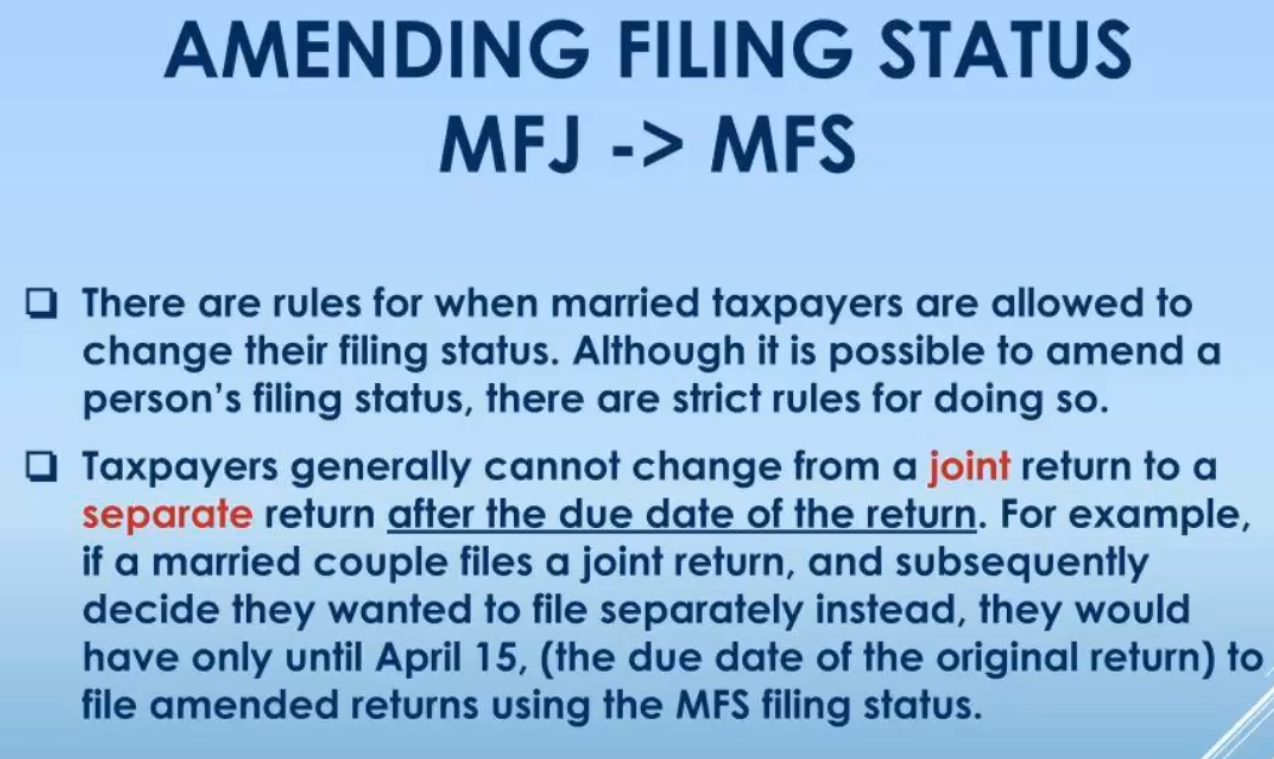 AMENDING FILING STATUS
MFJ -> MFS
❑ There are rules for when married taxpayers are allowed to
change their filing status. Although it is possible to amend a
person’s filing status, there are strict rules for doing so.
❑ Taxpayers generally cannot change from a joint return to a
separate return after the due date of the return. For example,
if a married couple files a joint return, and subsequently
decide they wanted to file separately instead, they would
have only until April 15, (the due date of the original return) to
file amended returns using the MFS filing status.